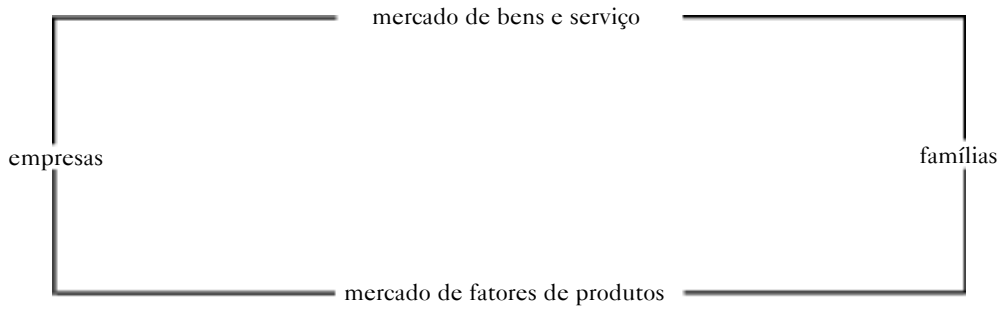 mercado de bens e serviço
empresas
famílias
mercado de fatores de produtos